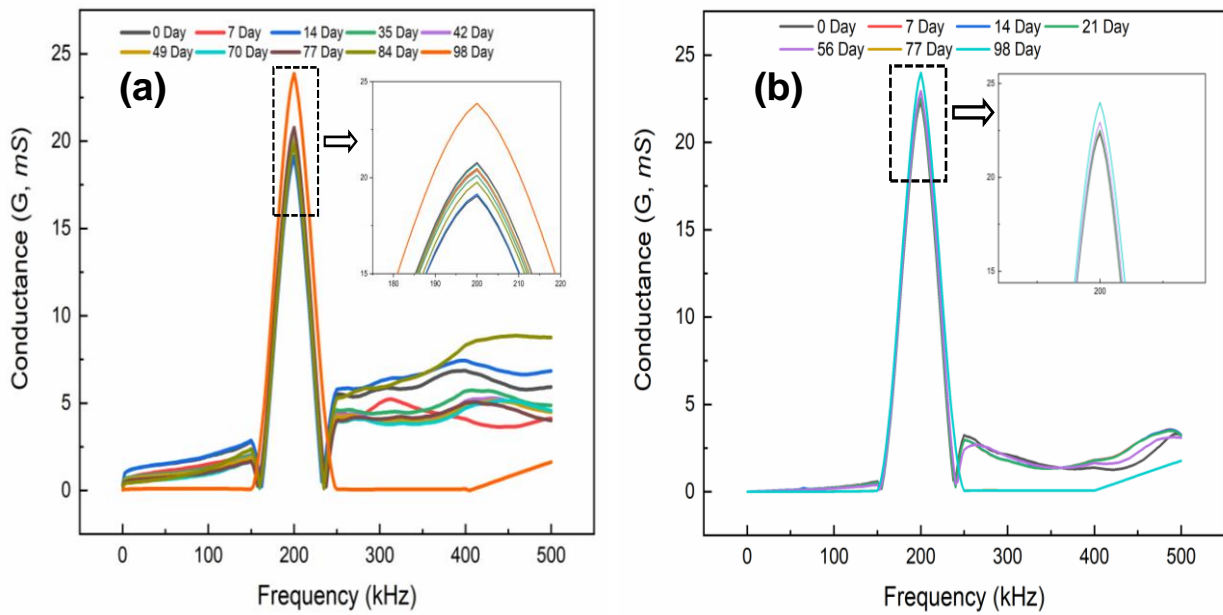 0 Day 7 Day 14 Day 35 Day 42 Day
49 Day 70 Day 77 Day 84 Day 98 Day
(a)
25
20
15
10
5
0
Conductance (G, mS)
25
20
15
180 190 200 210 220
0 100 200 300 400 500
Frequency (kHz)
0 Day 7 Day 14 Day 21 Day
56 Day 77 Day 98 Day
(b)
25
20
15
10
5
0
Conductance (G, mS)
25
20
15
200
0 100 200 300 400 500
Frequency (kHz)